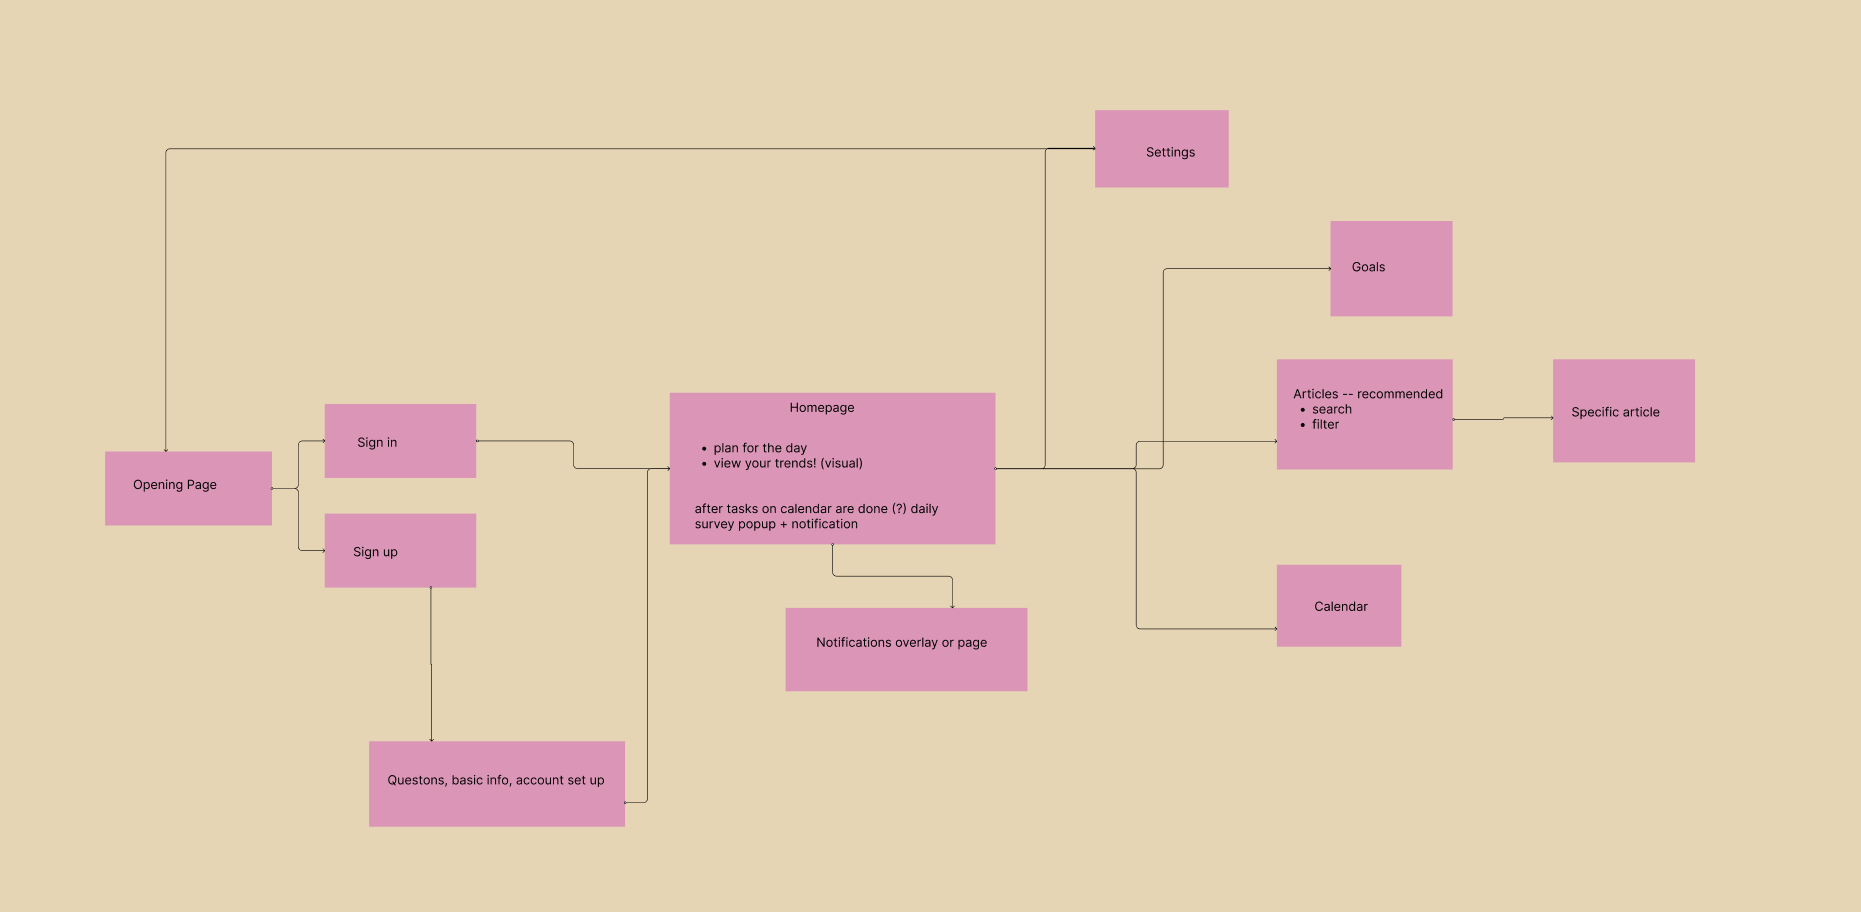 Settings
Goals
Articles -- recommended
• search
• filter
Specific article
Homepage
• plan for the day
• view your trends! (visual)
after tasks on calendar are done (?) daily
survey popup + notification
Sign in
Opening Page
Sign up
Calendar
Notifications overlay or page
Questons, basic info, account set up